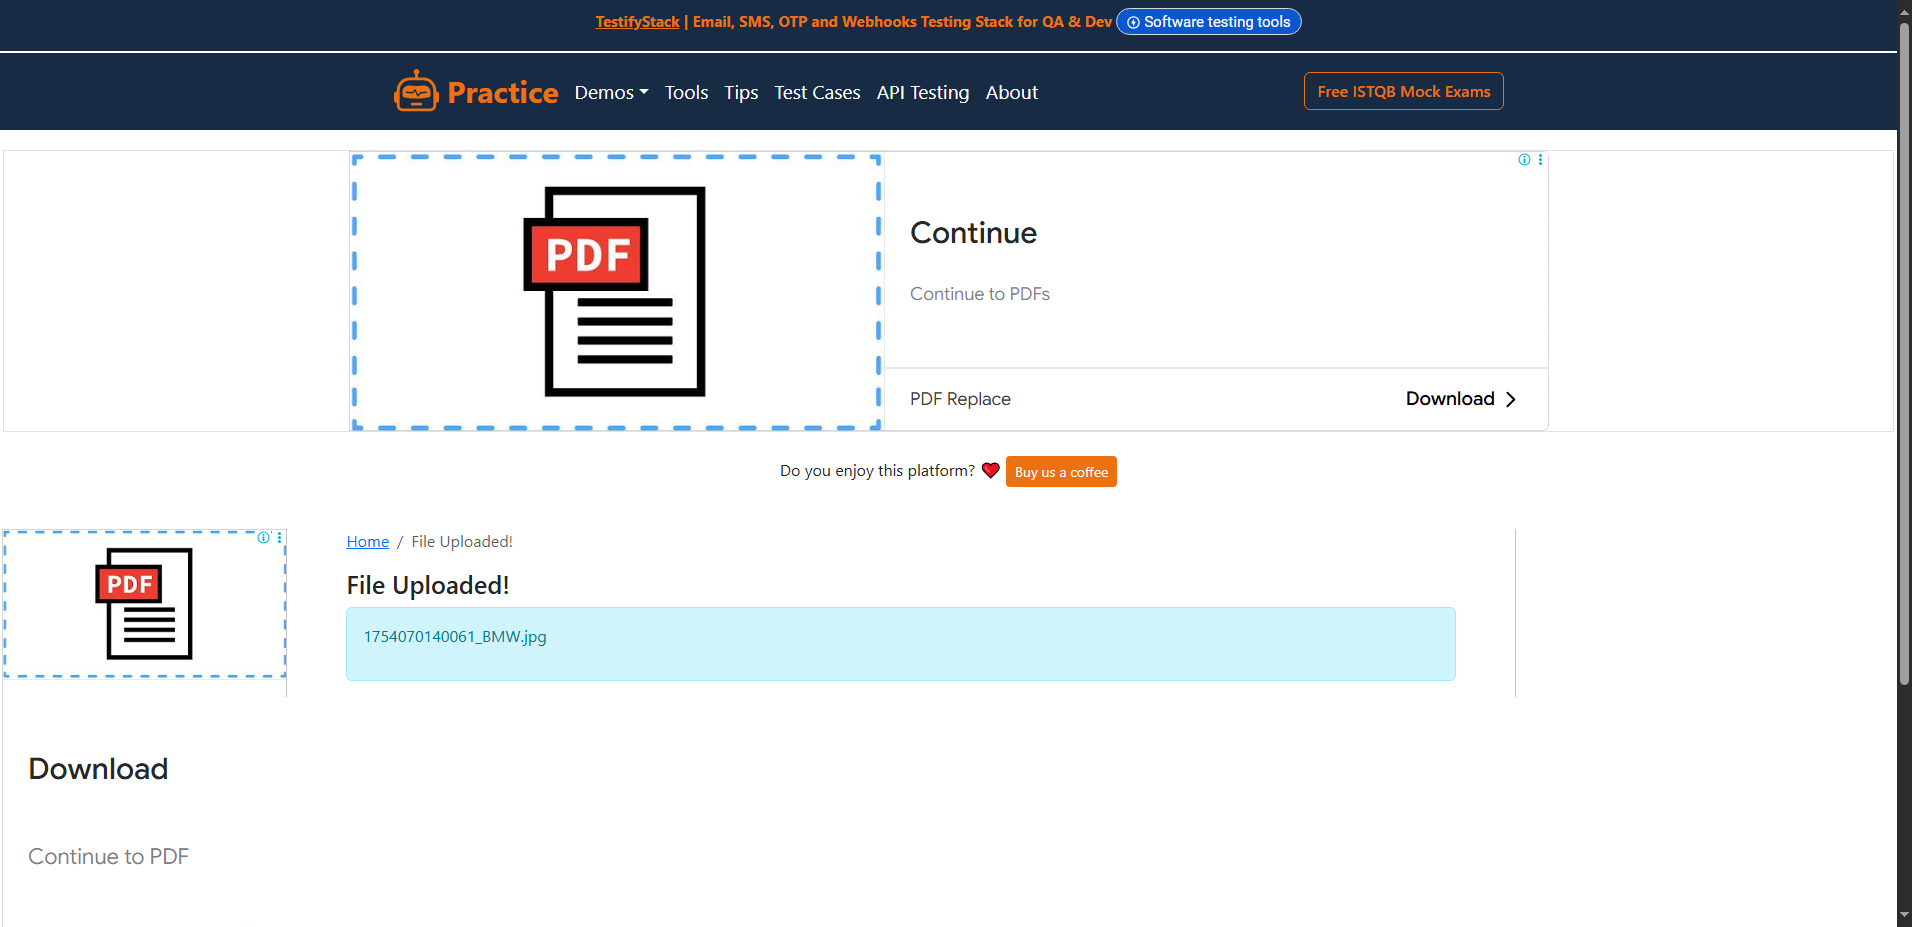 TestifyStack | Email, SMS, OTP and Webhooks Testing Stack for QA & Dev Software testing tools
Practice Demos Tools Tips Test Cases API Testing About Free ISTQB Mock Exams
PDF
Continue
Continue to PDFs
PDF Replace Download
Do you enjoy this platform? Buy us a coffee
Home / File Uploaded!
PDF
File Uploaded!
1754070140061_BMW.jpg
Download
Continue to PDF